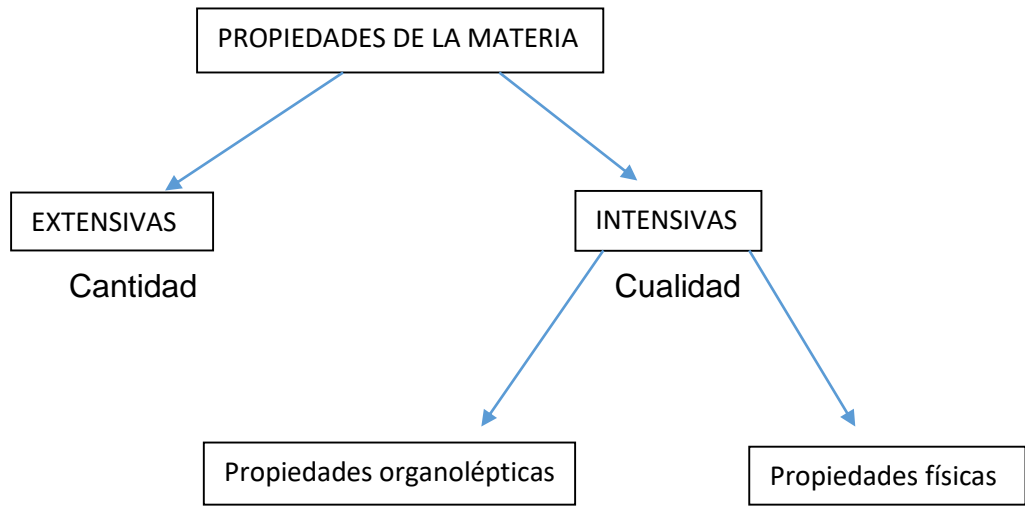 PROPIEDADES DE LA MATERIA
EXTENSIVAS
INTENSIVAS
Cantidad
Cualidad
Propiedades organolépticas
Propiedades físicas